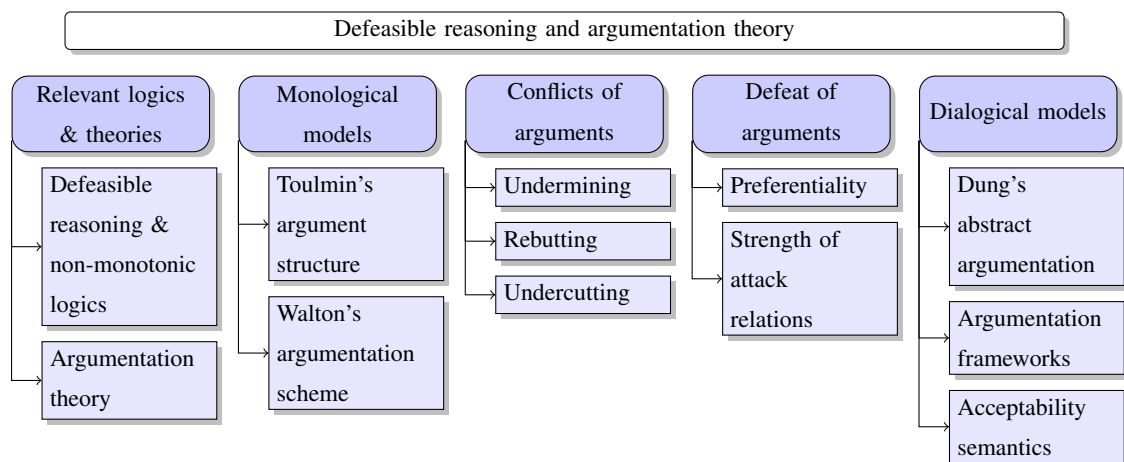 Defeasible reasoning and argumentation theory
Relevant logics
& theories
Defeasible
reasoning &
non-monotonic
logics
Argumentation
theory
Monological
models
Toulmin's
argument
structure
Walton's
argumentation
scheme
Conflicts of
arguments
Undermining
Rebutting
Undercutting
Defeat of
arguments
Preferentiality
Strength of
attack
relations
Dialogical models
Dung's
abstract
argumentation
Argumentation
frameworks
Acceptability
semantics